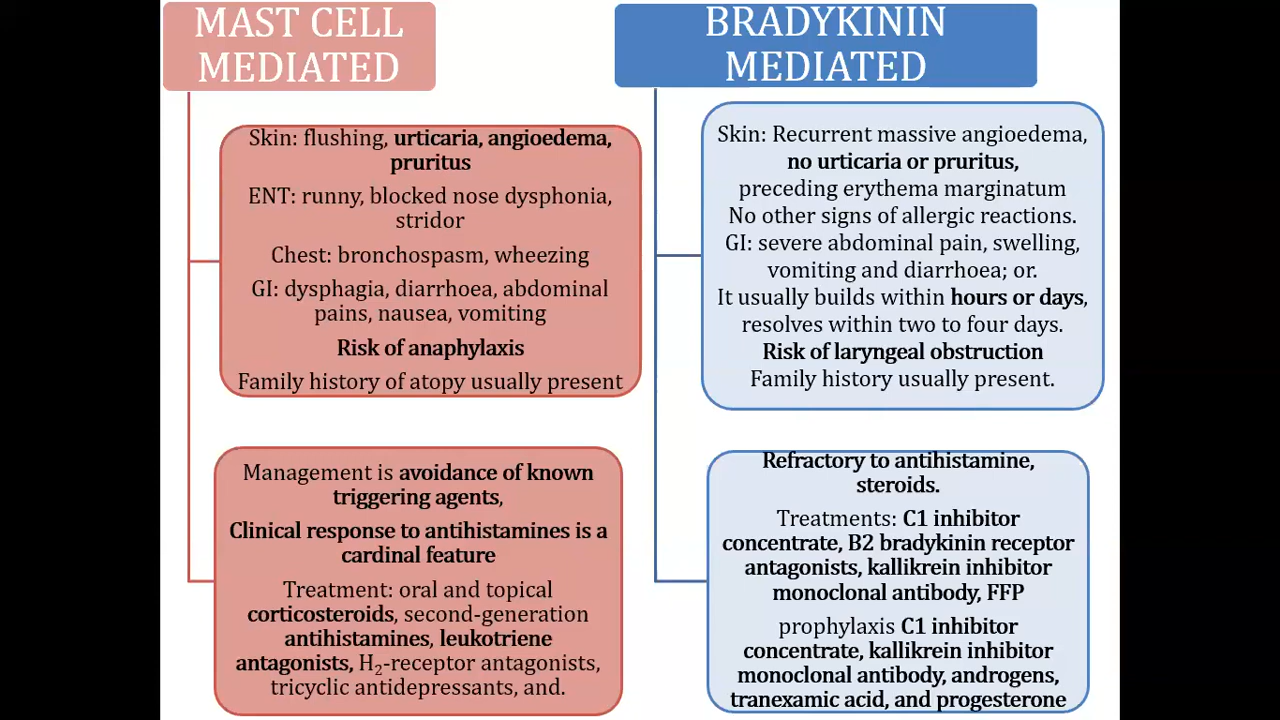 MAST CELL
MEDIATED
Skin: flushing, urticaria, angioedema,
pruritus
ENT: runny, blocked nose dysphonia,
stridor
Chest: bronchospasm, wheezing
GI: dysphagia, diarrhoea, abdominal
pains, nausea, vomiting
Risk of anaphylaxis
Family history of atopy usually present
Management is avoidance of known
triggering agents,
Clinical response to antihistamines is a
cardinal feature
Treatment: oral and topical
corticosteroids, second-generation
antihistamines, leukotriene
antagonists, H₂-receptor antagonists,
tricyclic antidepressants, and.
BRADYKININ
MEDIATED
Skin: Recurrent massive angioedema,
no urticaria or pruritus,
preceding erythema marginatum
No other signs of allergic reactions.
GI: severe abdominal pain, swelling,
vomiting and diarrhoea; or.
It usually builds within hours or days,
resolves within two to four days.
Risk of laryngeal obstruction
Family history usually present.
Refractory to antihistamine,
steroids.
Treatments: C1 inhibitor
concentrate, B2 bradykinin receptor
antagonists, kallikrein inhibitor
monoclonal antibody, FFP
prophylaxis C1 inhibitor
concentrate, kallikrein inhibitor
monoclonal antibody, androgens,
tranexamic acid, and progesterone